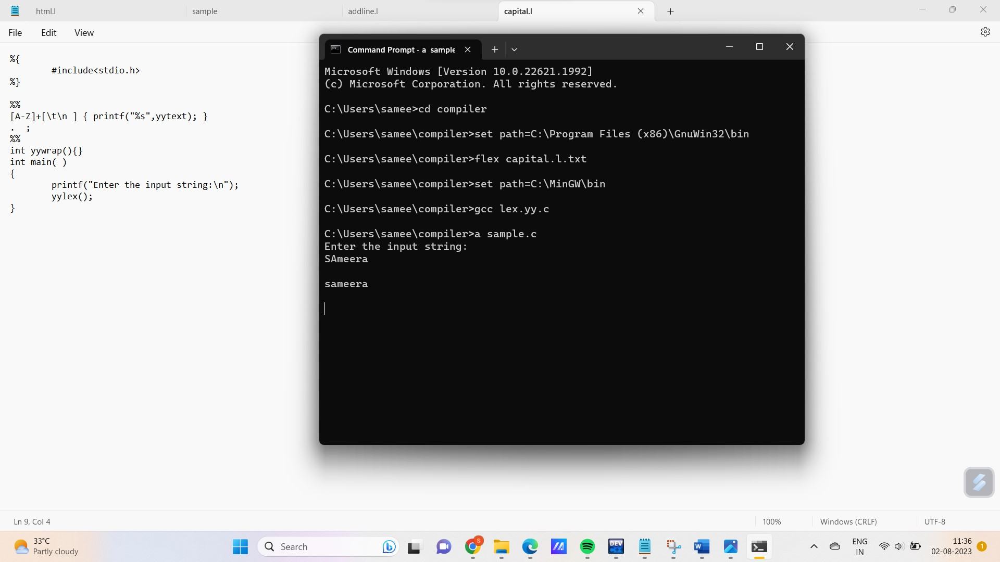 html.l
sample
addline.l
capital.l
File
Edit
View
%{
#include<stdio.h>
%}
%%
[A-Z]+[\t\n ] { printf("%s",yytext); }
.  ;
%%
int yywrap(){}
int main( )
{
printf("Enter the input string:\n");
yylex();
}
Command Prompt - a  sample
Microsoft Windows [Version 10.0.22621.1992]
(c) Microsoft Corporation. All rights reserved.
C:\Users\samee>cd compiler
C:\Users\samee\compiler>set path=C:\Program Files (x86)\GnuWin32\bin
C:\Users\samee\compiler>flex capital.l.txt
C:\Users\samee\compiler>set path=C:\MinGW\bin
C:\Users\samee\compiler>gcc lex.yy.c
C:\Users\samee\compiler>a sample.c
Enter the input string:
SAmeera
sameera
Ln 9, Col 4
100%
Windows (CRLF)
UTF-8
33°C
Partly cloudy
Search
S
DEV
W
ENG
IN
11:36
02-08-2023
1